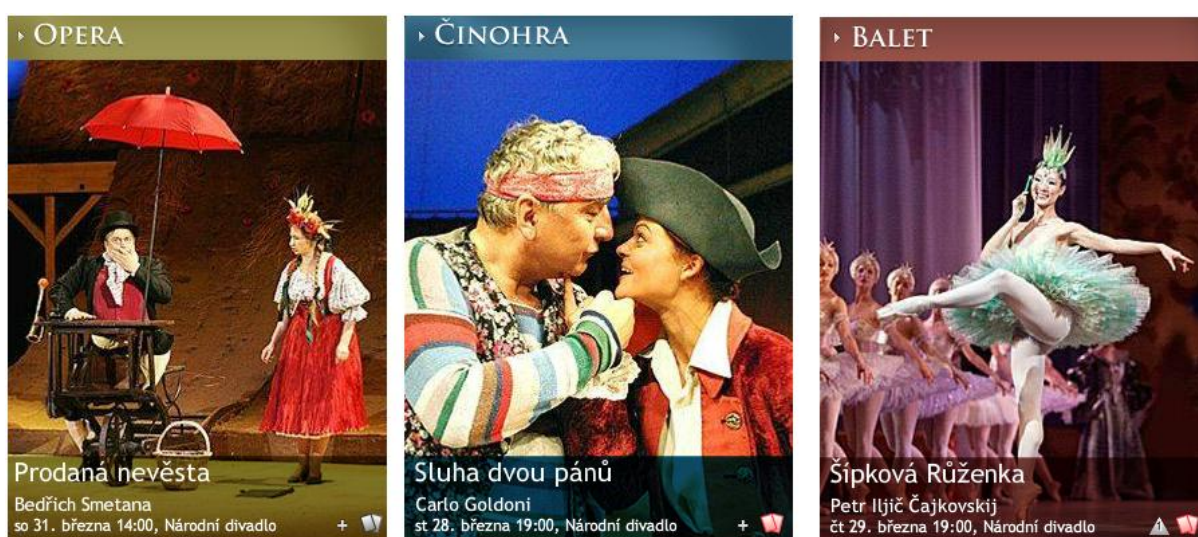 OPERA
Prodaná nevěsta
Bedřich Smetana
so 31. března 14:00, Národní divadlo +
ČINOHRA
Sluha dvou pánů
Carlo Goldoni
st 28. března 19:00, Národní divadlo +
BALET
Šípková Růženka
Petr Iljič Čajkovskij
čt 29. března 19:00, Národní divadlo 1